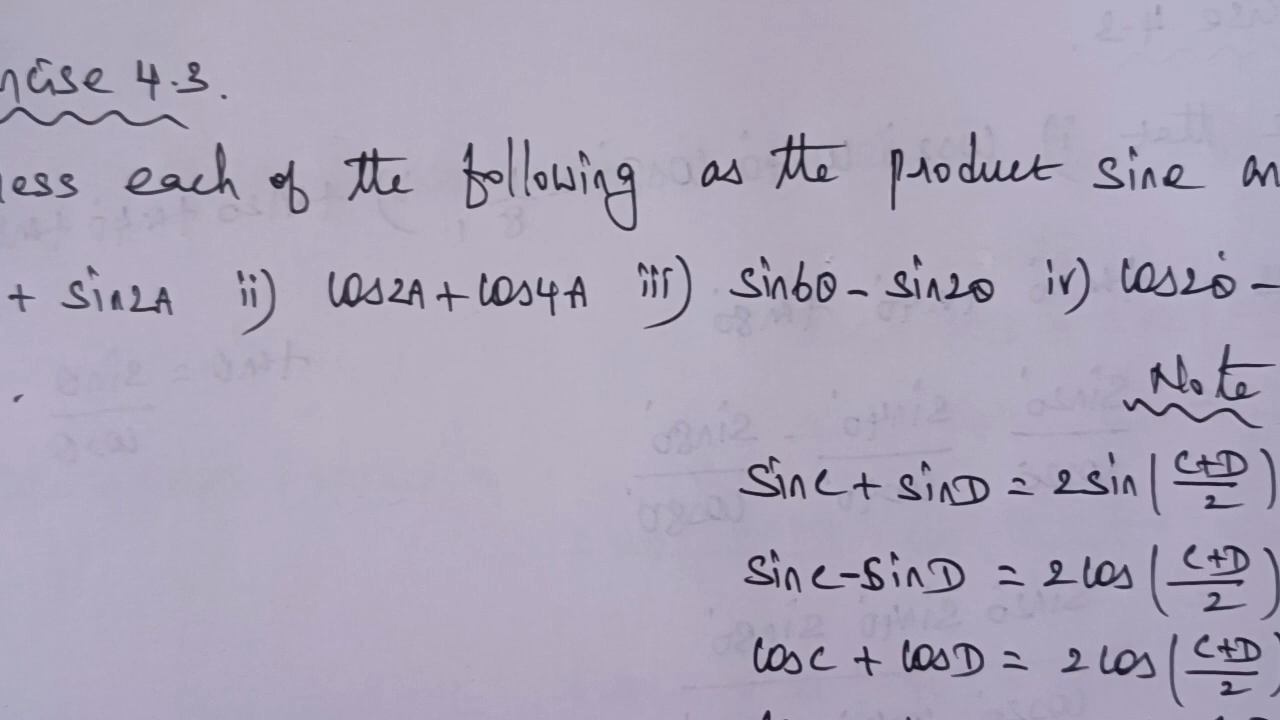 ncise 4.3.
ess each of the following as the product sine an
+ sin2A ii) cos2A + cos4A iii) sin6θ - sin2θ iv) cos2θ -
Note
sinC + sinD = 2sin(C+D/2)
sinC - sinD = 2cos(C+D/2)
cosC + cosD = 2cos(C+D/2)